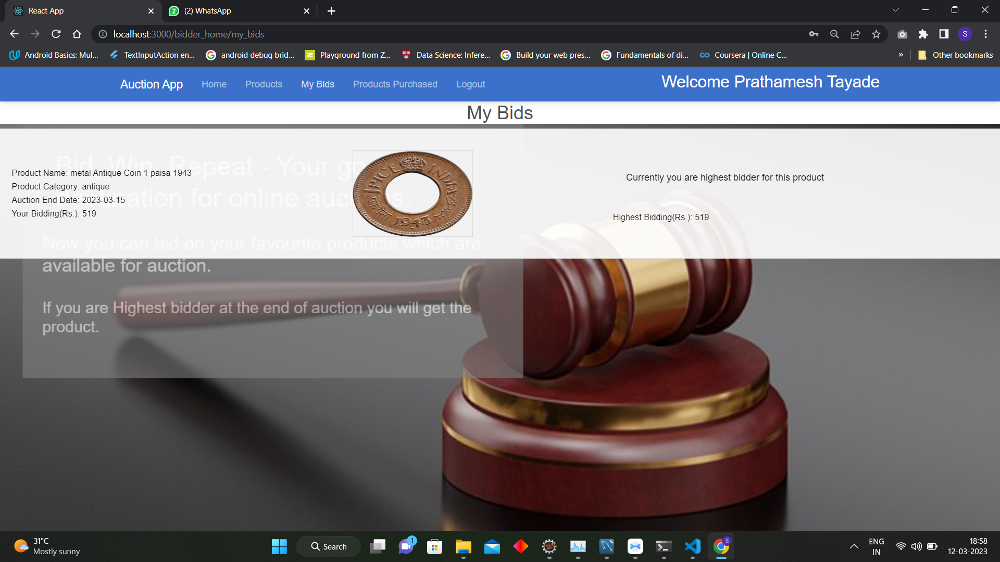 React App
(2) WhatsApp
localhost:3000/bidder_home/my_bids
Android Basics: Mul...
TextInputAction en...
android debug brid...
Playground from Z...
Data Science: Infere...
Build your web pres...
Fundamentals of di...
Coursera | Online C...
»
Other bookmarks
Auction App
Home
Products
My Bids
Products Purchased
Logout
Welcome Prathamesh Tayade
My Bids
Bid, Win, Repeat - Your go
destination for online auctions.
Product Name: metal Antique Coin 1 paisa 1943
Product Category: antique
Auction End Date: 2023-03-15
Your Bidding(Rs.): 519
1 PICE INDIA
एक पैसा
1943
Currently you are highest bidder for this product
Highest Bidding(Rs.): 519
Now you can bid on your favourite products which are
available for auction.
If you are Highest bidder at the end of auction you will get the
product.
31°C
Mostly sunny
Search
1
S
ENG
IN
18:58
12-03-2023